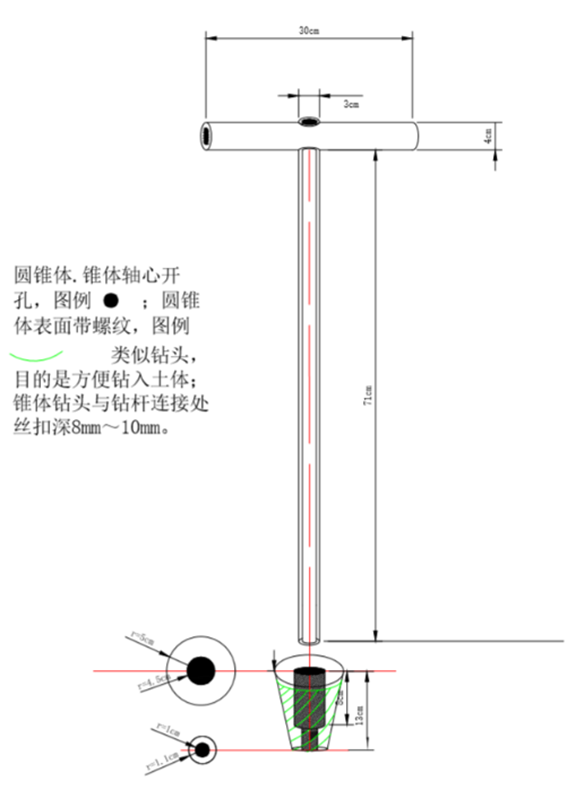 30cm
3cm
4cm
圆锥体.锥体轴心开
孔，图例 ● ；圆锥
体表面带螺纹，图例
类似钻头，
目的是方便钻入土体；
锥体钻头与钻杆连接处
丝扣深8mm～10mm。
71cm
r=5cm
r=4.5cm
8cm
13cm
r=1cm
r=1.1cm